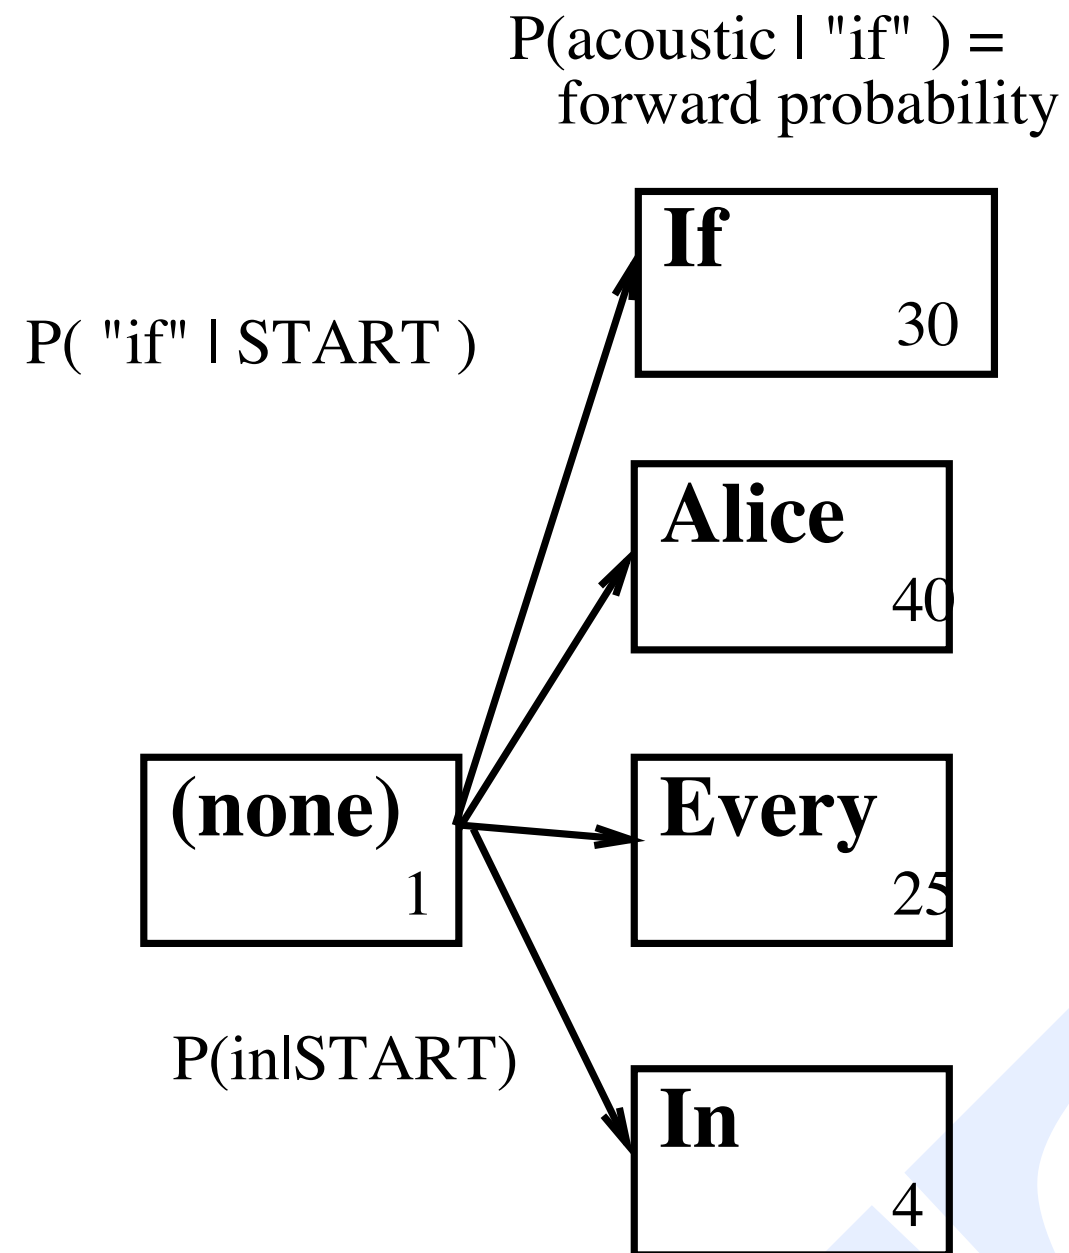 P(acoustic | "if" ) =
forward probability
If
30
P( "if" | START )
Alice
40
(none)
1
Every
25
P(in|START)
In
4